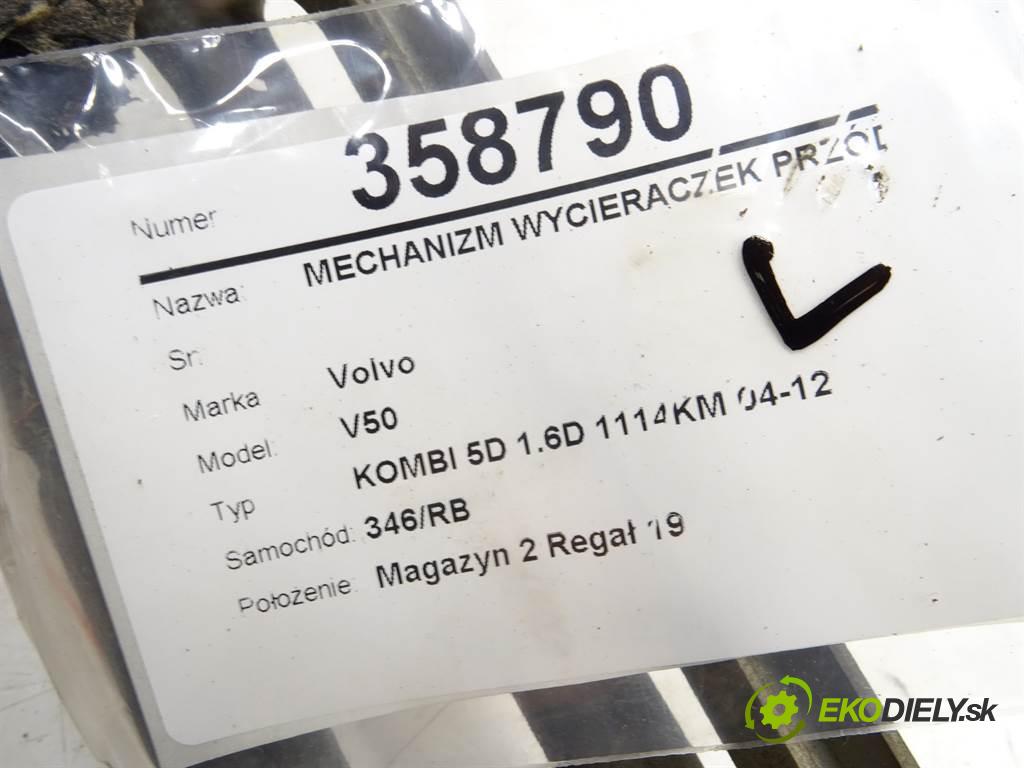 Numer 358790
Nazwa: MECHANIZM WYCIERACZEK PRZÓD
Sr:
Marka Volvo
Model: V50
Typ KOMBI 5D 1.6D 1114KM 04-12
Samochód: 346/RB
Położenie: Magazyn 2 Regał 19
EKODIELY.sk